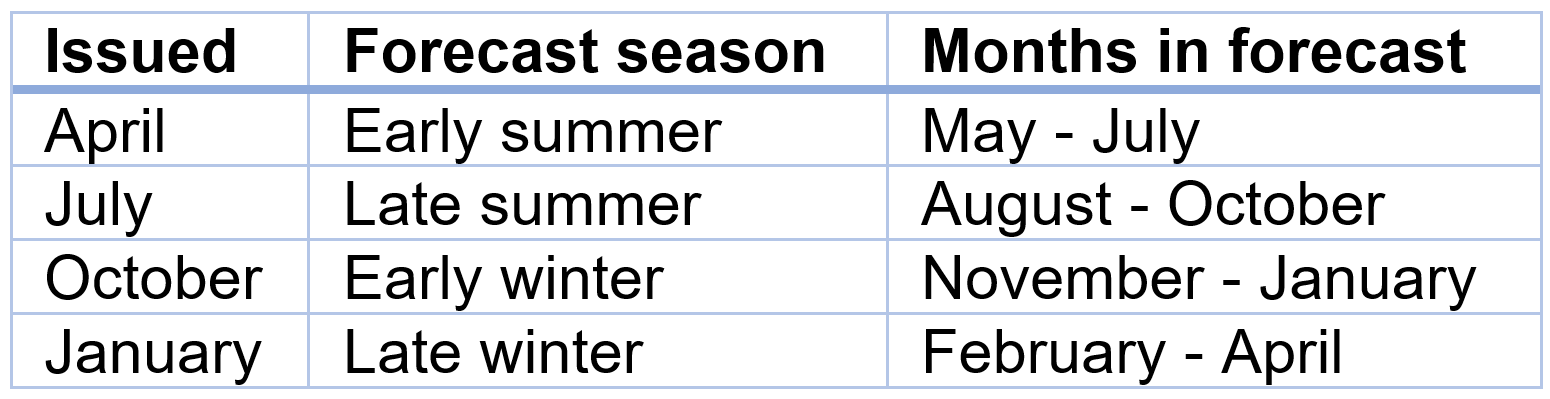 Issued Forecast season Months in forecast
April Early summer May - July
July Late summer August - October
October Early winter November - January
January Late winter February - April